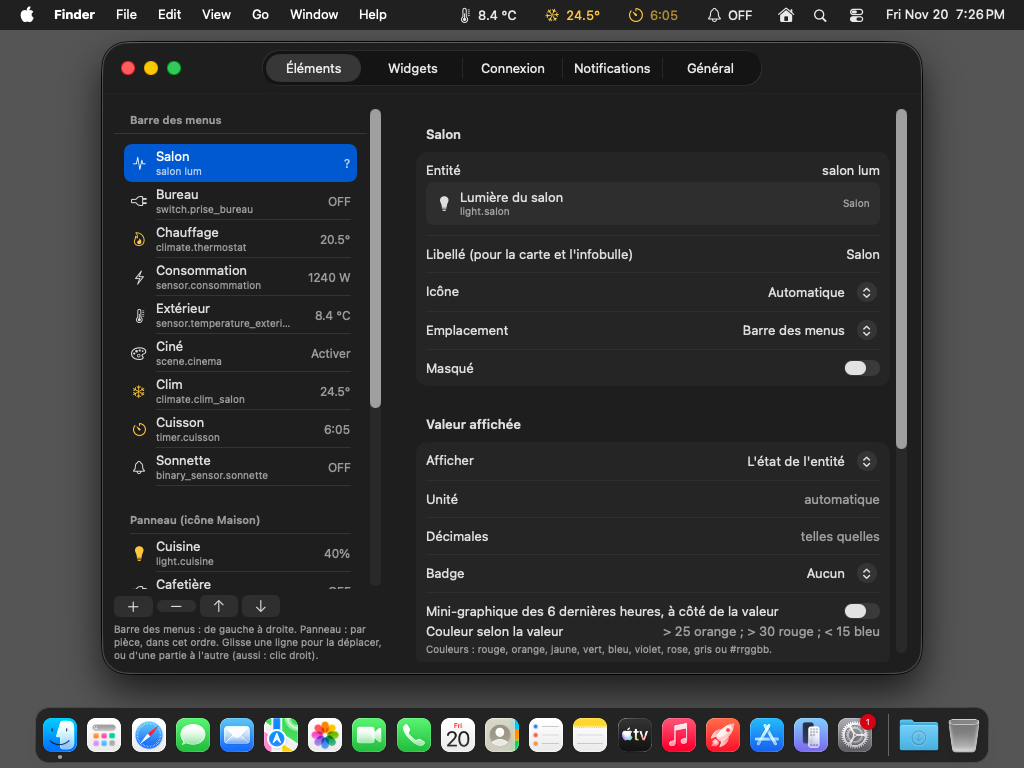 Finder File Edit View Go Window Help 8.4 °C 24.5° 6:05 OFF Fri Nov 20 7:26 PM
Éléments Widgets Connexion Notifications Général
Barre des menus
Salon
salon lum
?
Bureau
switch.prise_bureau
OFF
Chauffage
climate.thermostat
20.5°
Consommation
sensor.consommation
1240 W
Extérieur
sensor.temperature_exteri...
8.4 °C
Ciné
scene.cinema
Activer
Clim
climate.clim_salon
24.5°
Cuisson
timer.cuisson
6:05
Sonnette
binary_sensor.sonnette
OFF
Panneau (icône Maison)
Cuisine
light.cuisine
40%
Cafetière
OFF
Barre des menus : de gauche à droite. Panneau : par
pièce, dans cet ordre. Glisse une ligne pour la déplacer,
ou d'une partie à l'autre (aussi : clic droit).
Salon
Entité salon lum
Lumière du salon
light.salon
Salon
Libellé (pour la carte et l'infobulle) Salon
Icône Automatique
Emplacement Barre des menus
Masqué
Valeur affichée
Afficher L'état de l'entité
Unité automatique
Décimales telles quelles
Badge Aucun
Mini-graphique des 6 dernières heures, à côté de la valeur
Couleur selon la valeur > 25 orange ; > 30 rouge ; < 15 bleu
Couleurs : rouge, orange, jaune, vert, bleu, violet, rose, gris ou #rrggbb.
Fri
20
tv
1